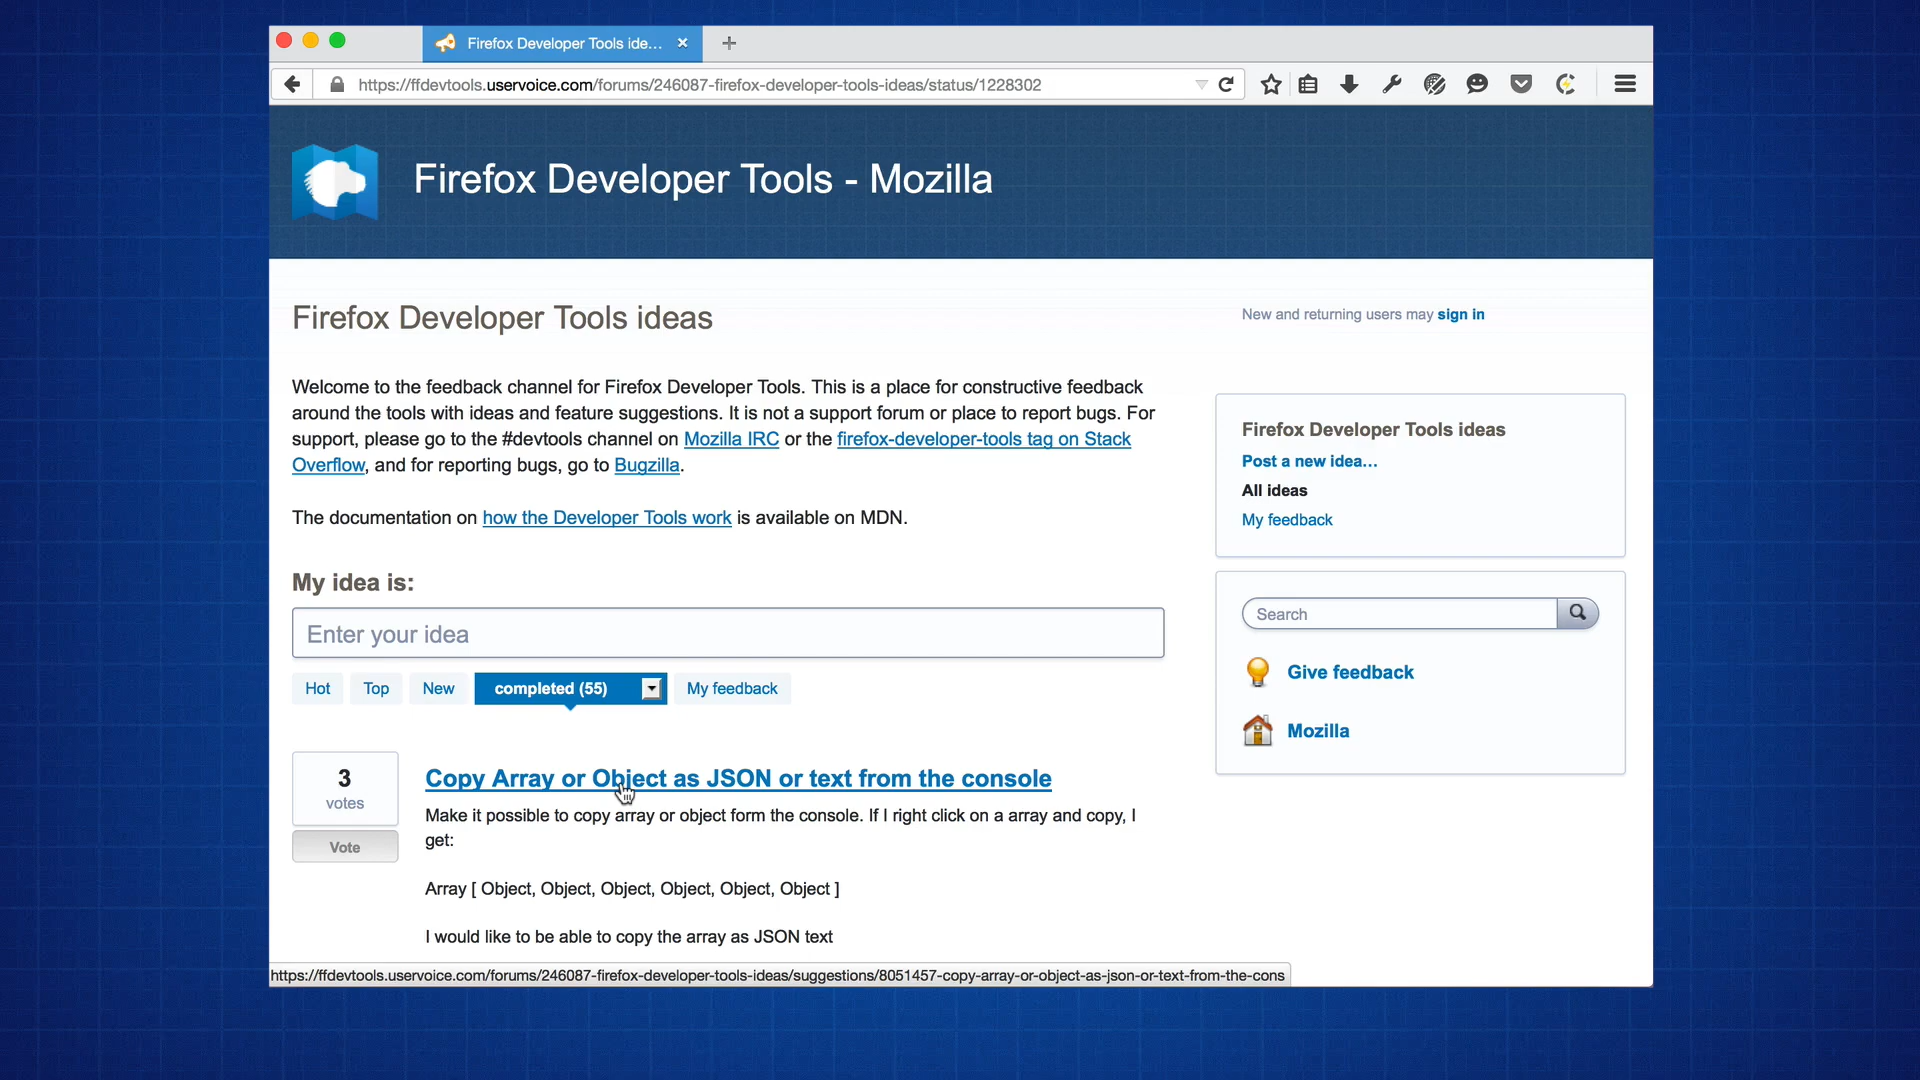 Firefox Developer Tools ide...
https://ffdevtools.uservoice.com/forums/246087-firefox-developer-tools-ideas/status/1228302
Firefox Developer Tools - Mozilla
Firefox Developer Tools ideas
New and returning users may sign in
Welcome to the feedback channel for Firefox Developer Tools. This is a place for constructive feedback
around the tools with ideas and feature suggestions. It is not a support forum or place to report bugs. For
support, please go to the #devtools channel on Mozilla IRC or the firefox-developer-tools tag on Stack
Overflow, and for reporting bugs, go to Bugzilla.
The documentation on how the Developer Tools work is available on MDN.
Firefox Developer Tools ideas
Post a new idea…
All ideas
My feedback
My idea is:
Enter your idea
Search
Give feedback
Mozilla
Hot
Top
New
completed (55)
My feedback
3
votes
Vote
Copy Array or Object as JSON or text from the console
Make it possible to copy array or object form the console. If I right click on a array and copy, I
get:
Array [ Object, Object, Object, Object, Object, Object ]
I would like to be able to copy the array as JSON text
https://ffdevtools.uservoice.com/forums/246087-firefox-developer-tools-ideas/suggestions/8051457-copy-array-or-object-as-json-or-text-from-the-cons